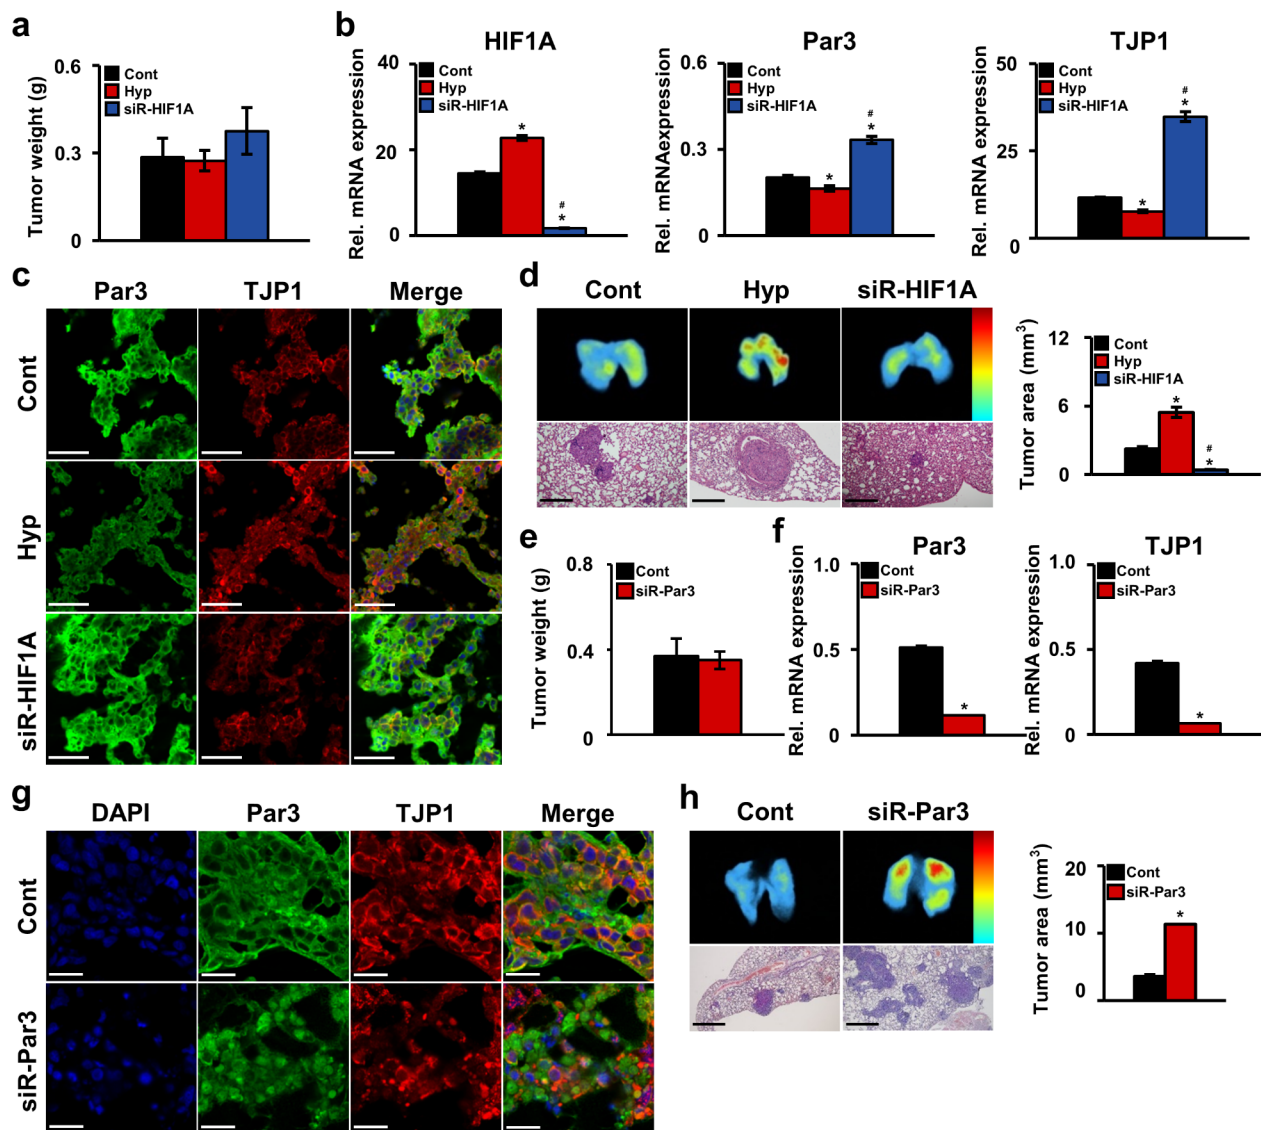 a
Tumor weight (g)
0.6
0.3
0
Cont
Hyp
siR-HIF1A
b
HIF1A
Rel. mRNA expression
40
20
0
Cont
Hyp
siR-HIF1A
*
#
*
Par3
Rel. mRNAexpression
0.6
0.3
0
Cont
Hyp
siR-HIF1A
*
#
*
TJP1
Rel. mRNA expression
50
25
0
Cont
Hyp
siR-HIF1A
*
#
*
c
Par3 TJP1 Merge
Cont
Hyp
siR-HIF1A
d
Cont Hyp siR-HIF1A
Tumor area (mm³)
12
6
0
Cont
Hyp
siR-HIF1A
*
#
*
e
Tumor weight (g)
0.8
0.4
0
Cont
siR-Par3
f
Par3
Rel. mRNA expression
1.0
0.5
0
Cont
siR-Par3
*
TJP1
Rel. mRNA expression
1.0
0.5
0
Cont
siR-Par3
*
g
DAPI Par3 TJP1 Merge
Cont
siR-Par3
h
Cont siR-Par3
Tumor area (mm³)
20
10
0
Cont
siR-Par3
*